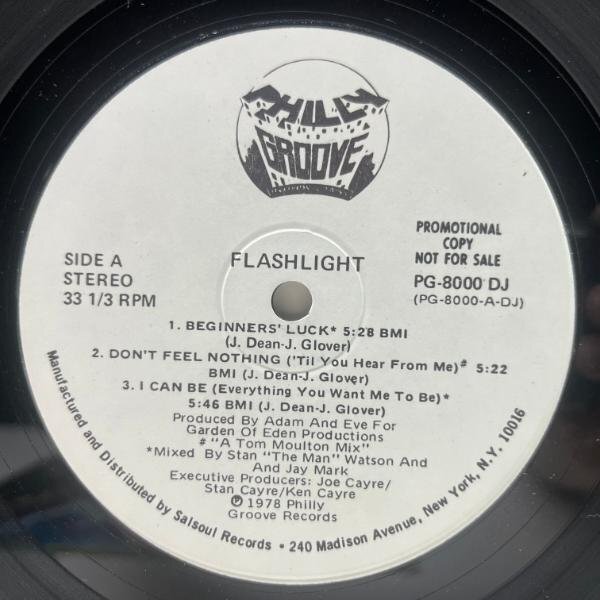 PHILLY
GROOVE
PROMOTIONAL
COPY
NOT FOR SALE
SIDE A
STEREO
33 1/3 RPM
FLASHLIGHT
PG-8000 DJ
(PG-8000-A-DJ)
1. BEGINNERS' LUCK* 5:28 BMI
(J. Dean-J. Glover)
2. DON'T FEEL NOTHING ('Til You Hear From Me)# 5:22
BMI (J. Dean-J. Glover)
3. I CAN BE (Everything You Want Me To Be)*
5:46 BMI (J. Dean-J. Glover)
Produced By Adam and Eve For
Garden Of Eden Productions
# "A Tom Moulton Mix"
*Mixed By Stan "The Man" Watson And
And Jay Mark
Executive Producers: Joe Cayre/
Stan Cayre/Ken Cayre
℗ 1978 Philly
Groove Records
Manufactured and Distributed by Salsoul Records • 240 Madison Avenue, New York, N.Y. 10016